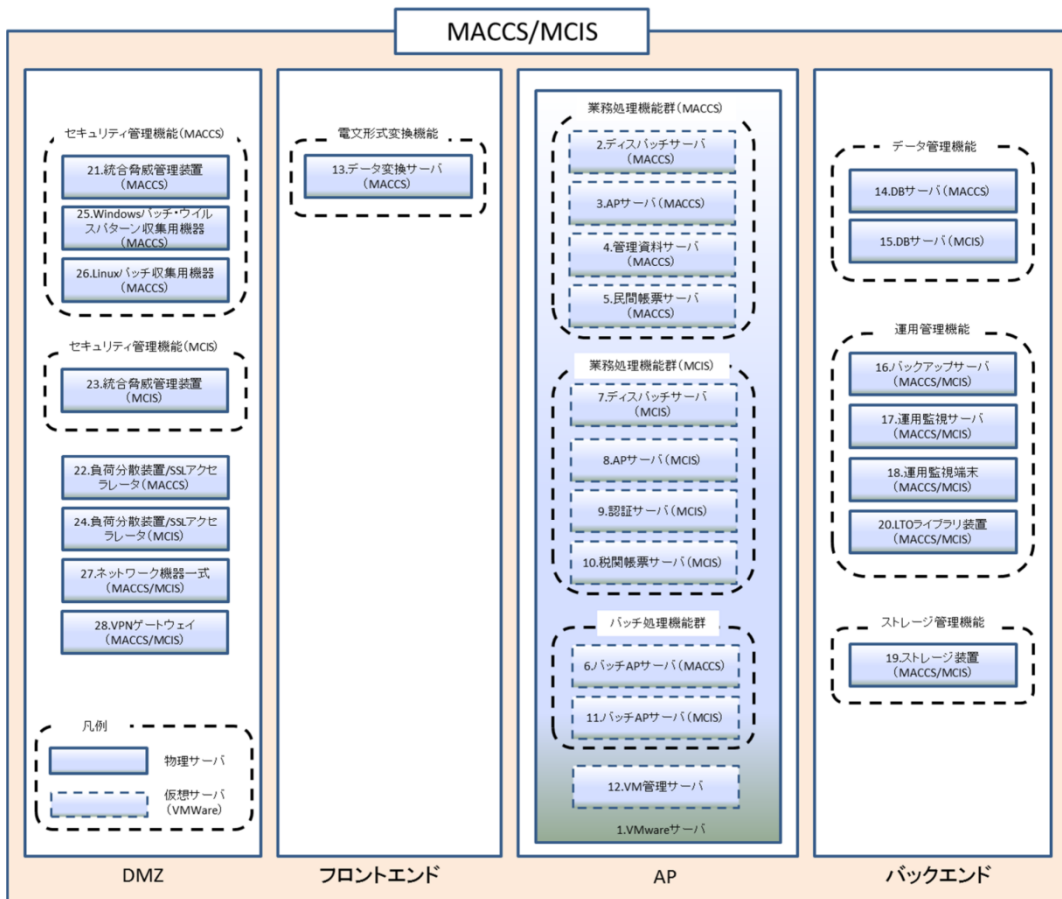 MACCS/MCIS
セキュリティ管理機能(MACCS)
21.統合脅威管理装置
(MACCS)
25.Windowsパッチ・ウイル
スパターン収集用機器
(MACCS)
26.Linuxパッチ収集用機器
(MACCS)
セキュリティ管理機能(MCIS)
23.統合脅威管理装置
(MCIS)
22.負荷分散装置/SSLアクセ
ラレータ(MACCS)
24.負荷分散装置/SSLアクセ
ラレータ(MCIS)
27.ネットワーク機器一式
(MACCS/MCIS)
28.VPNゲートウェイ
(MACCS/MCIS)
凡例
物理サーバ
仮想サーバ
(VMWare)
DMZ
電文形式変換機能
13.データ変換サーバ
(MACCS)
フロントエンド
業務処理機能群(MACCS)
2.ディスパッチサーバ
(MACCS)
3.APサーバ(MACCS)
4.管理資料サーバ
(MACCS)
5.民間帳票サーバ
(MACCS)
業務処理機能群(MCIS)
7.ディスパッチサーバ
(MCIS)
8.APサーバ(MCIS)
9.認証サーバ(MCIS)
10.税関帳票サーバ(MCIS)
バッチ処理機能群
6.バッチAPサーバ(MACCS)
11.バッチAPサーバ(MCIS)
12.VM管理サーバ
1.VMwareサーバ
AP
データ管理機能
14.DBサーバ(MACCS)
15.DBサーバ(MCIS)
運用管理機能
16.バックアップサーバ
(MACCS/MCIS)
17.運用監視サーバ
(MACCS/MCIS)
18.運用監視端末
(MACCS/MCIS)
20.LTOライブラリ装置
(MACCS/MCIS)
ストレージ管理機能
19.ストレージ装置
(MACCS/MCIS)
バックエンド